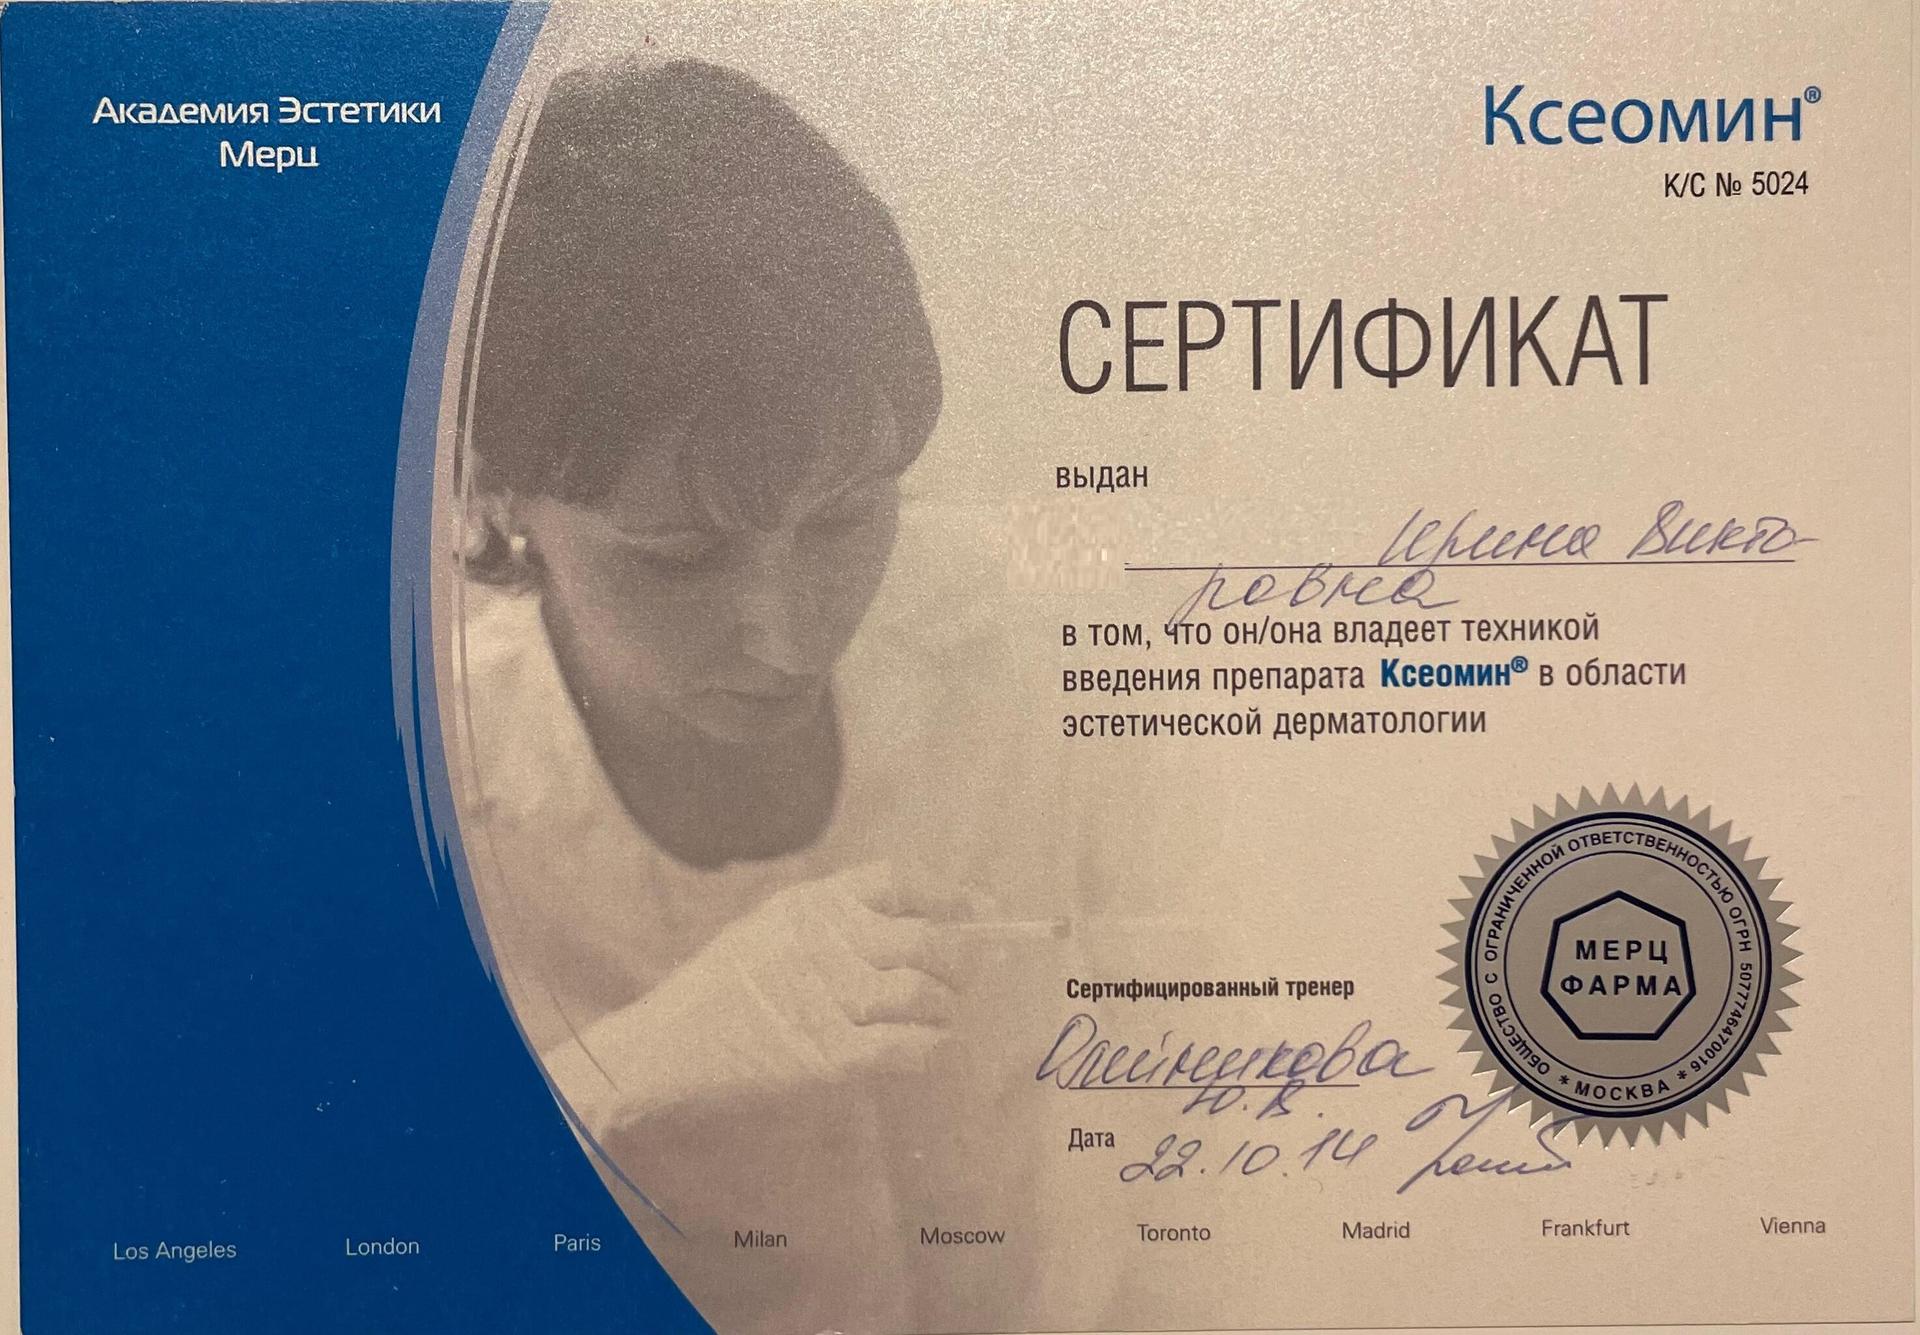 Академия Эстетики
Мерц
Ксеомин®
К/С № 5024
СЕРТИФИКАТ
выдан
Ирина Викто-
ровна
в том, что он/она владеет техникой
введения препарата Ксеомин® в области
эстетической дерматологии
Сертифицированный тренер
Олейникова
Ю.В.
Дата 22.10.14
ОБЩЕСТВО С ОГРАНИЧЕННОЙ ОТВЕТСТВЕННОСТЬЮ ОГРН 5077746470016
* МОСКВА *
МЕРЦ
ФАРМА
Los Angeles London Paris Milan Moscow Toronto Madrid Frankfurt Vienna